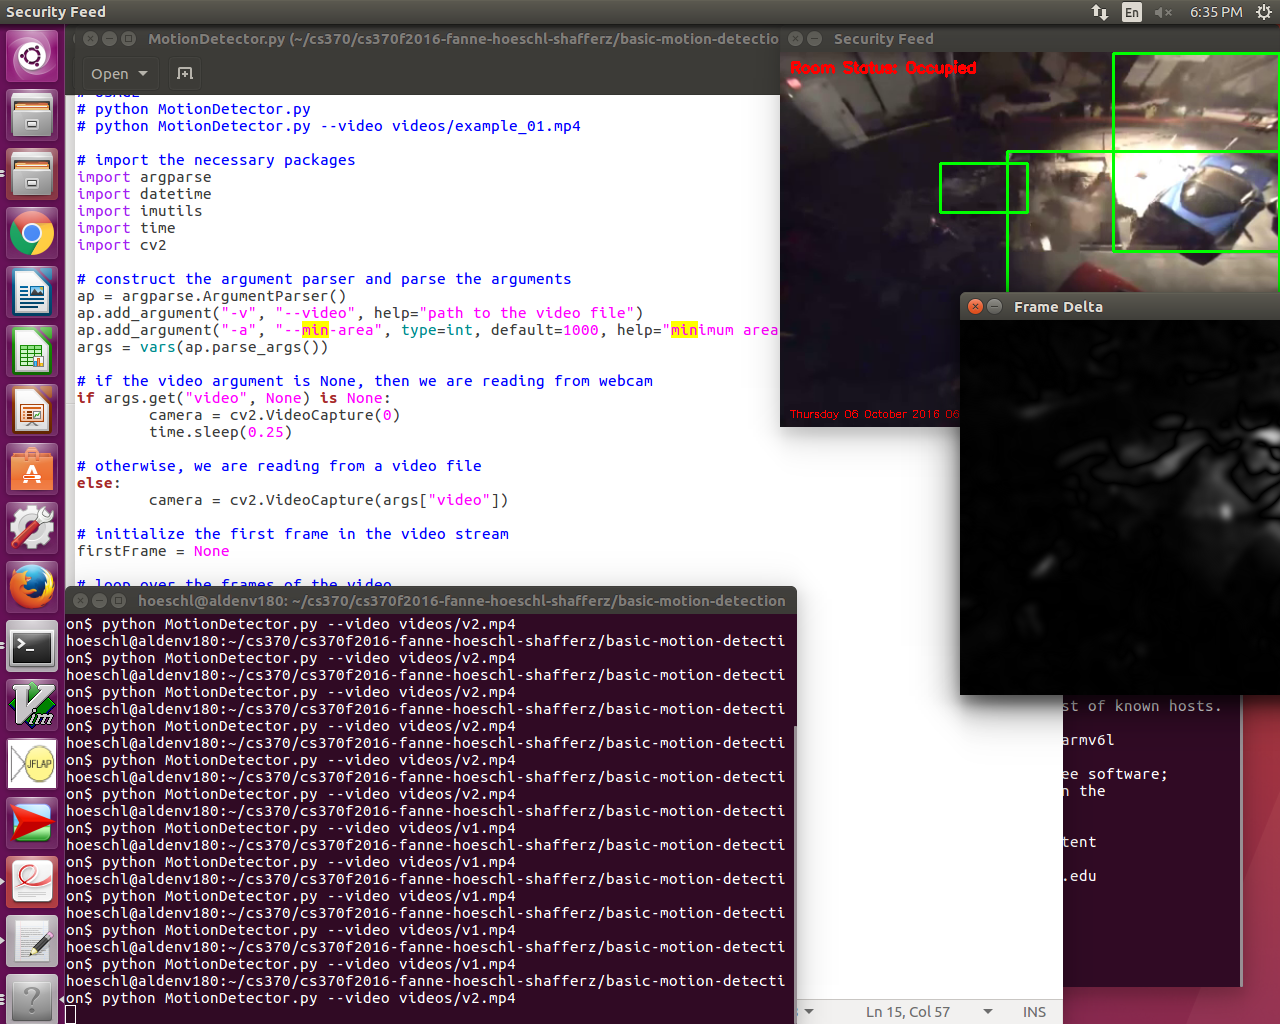 Security Feed
En
6:35 PM
MotionDetector.py (~/cs370/cs370f2016-fanne-hoeschl-shafferz/basic-motion-detectio
Open
# python MotionDetector.py
# python MotionDetector.py --video videos/example_01.mp4
# import the necessary packages
import argparse
import datetime
import imutils
import time
import cv2
# construct the argument parser and parse the arguments
ap = argparse.ArgumentParser()
ap.add_argument("-v", "--video", help="path to the video file")
ap.add_argument("-a", "--min-area", type=int, default=1000, help="minimum area
args = vars(ap.parse_args())
# if the video argument is None, then we are reading from webcam
if args.get("video", None) is None:
camera = cv2.VideoCapture(0)
time.sleep(0.25)
# otherwise, we are reading from a video file
else:
camera = cv2.VideoCapture(args["video"])
# initialize the first frame in the video stream
firstFrame = None
# loop over the frames of the video
Security Feed
Room Status: Occupied
Thursday 06 October 2016 06
Frame Delta
JFLAP
Vim
hoeschl@aldenv180: ~/cs370/cs370f2016-fanne-hoeschl-shafferz/basic-motion-detection
on$ python MotionDetector.py --video videos/v2.mp4
hoeschl@aldenv180:~/cs370/cs370f2016-fanne-hoeschl-shafferz/basic-motion-detecti
on$ python MotionDetector.py --video videos/v2.mp4
hoeschl@aldenv180:~/cs370/cs370f2016-fanne-hoeschl-shafferz/basic-motion-detecti
on$ python MotionDetector.py --video videos/v2.mp4
hoeschl@aldenv180:~/cs370/cs370f2016-fanne-hoeschl-shafferz/basic-motion-detecti
on$ python MotionDetector.py --video videos/v2.mp4
hoeschl@aldenv180:~/cs370/cs370f2016-fanne-hoeschl-shafferz/basic-motion-detecti
on$ python MotionDetector.py --video videos/v2.mp4
hoeschl@aldenv180:~/cs370/cs370f2016-fanne-hoeschl-shafferz/basic-motion-detecti
on$ python MotionDetector.py --video videos/v2.mp4
hoeschl@aldenv180:~/cs370/cs370f2016-fanne-hoeschl-shafferz/basic-motion-detecti
on$ python MotionDetector.py --video videos/v1.mp4
hoeschl@aldenv180:~/cs370/cs370f2016-fanne-hoeschl-shafferz/basic-motion-detecti
on$ python MotionDetector.py --video videos/v1.mp4
hoeschl@aldenv180:~/cs370/cs370f2016-fanne-hoeschl-shafferz/basic-motion-detecti
on$ python MotionDetector.py --video videos/v1.mp4
hoeschl@aldenv180:~/cs370/cs370f2016-fanne-hoeschl-shafferz/basic-motion-detecti
on$ python MotionDetector.py --video videos/v1.mp4
hoeschl@aldenv180:~/cs370/cs370f2016-fanne-hoeschl-shafferz/basic-motion-detecti
on$ python MotionDetector.py --video videos/v1.mp4
hoeschl@aldenv180:~/cs370/cs370f2016-fanne-hoeschl-shafferz/basic-motion-detecti
on$ python MotionDetector.py --video videos/v2.mp4
st of known hosts.
armv6l
ee software;
n the
tent
.edu
Ln 15, Col 57
INS